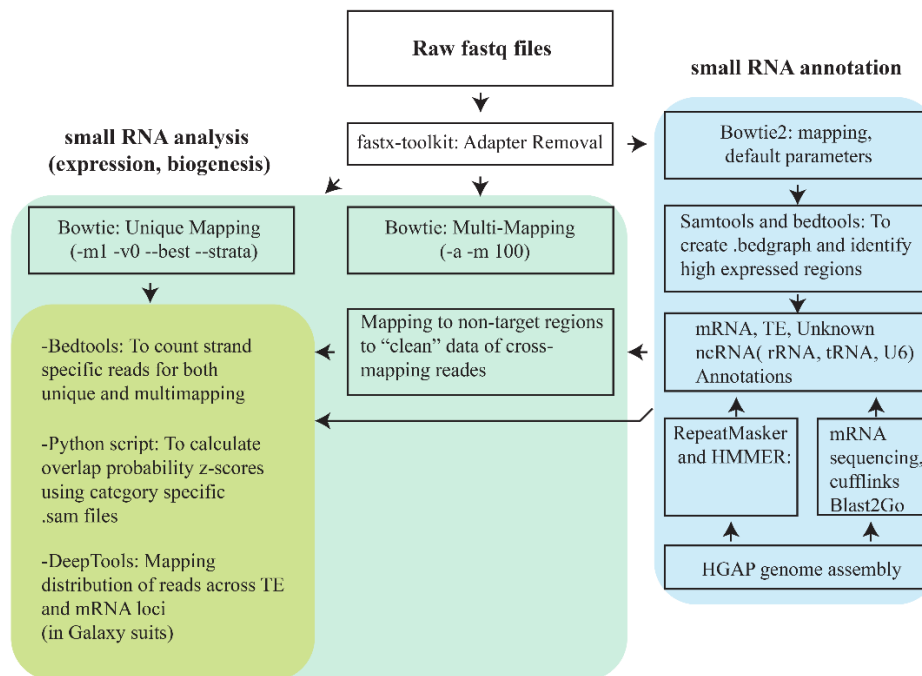 Raw fastq files
small RNA annotation
small RNA analysis
(expression, biogenesis)
fastx-toolkit: Adapter Removal
Bowtie2: mapping,
default parameters
Bowtie: Unique Mapping
(-m1 -v0 --best --strata)
Bowtie: Multi-Mapping
(-a -m 100)
Samtools and bedtools: To
create .bedgraph and identify
high expressed regions
Mapping to non-target regions
to “clean” data of cross-
mapping reades
mRNA, TE, Unknown
ncRNA( rRNA, tRNA, U6)
Annotations
-Bedtools: To count strand
specific reads for both
unique and multimapping
-Python script: To calculate
overlap probability z-scores
using category specific
.sam files
-DeepTools: Mapping
distribution of reads across TE
and mRNA loci
(in Galaxy suits)
RepeatMasker
and HMMER:
mRNA
sequencing,
cufflinks
Blast2Go
HGAP genome assembly